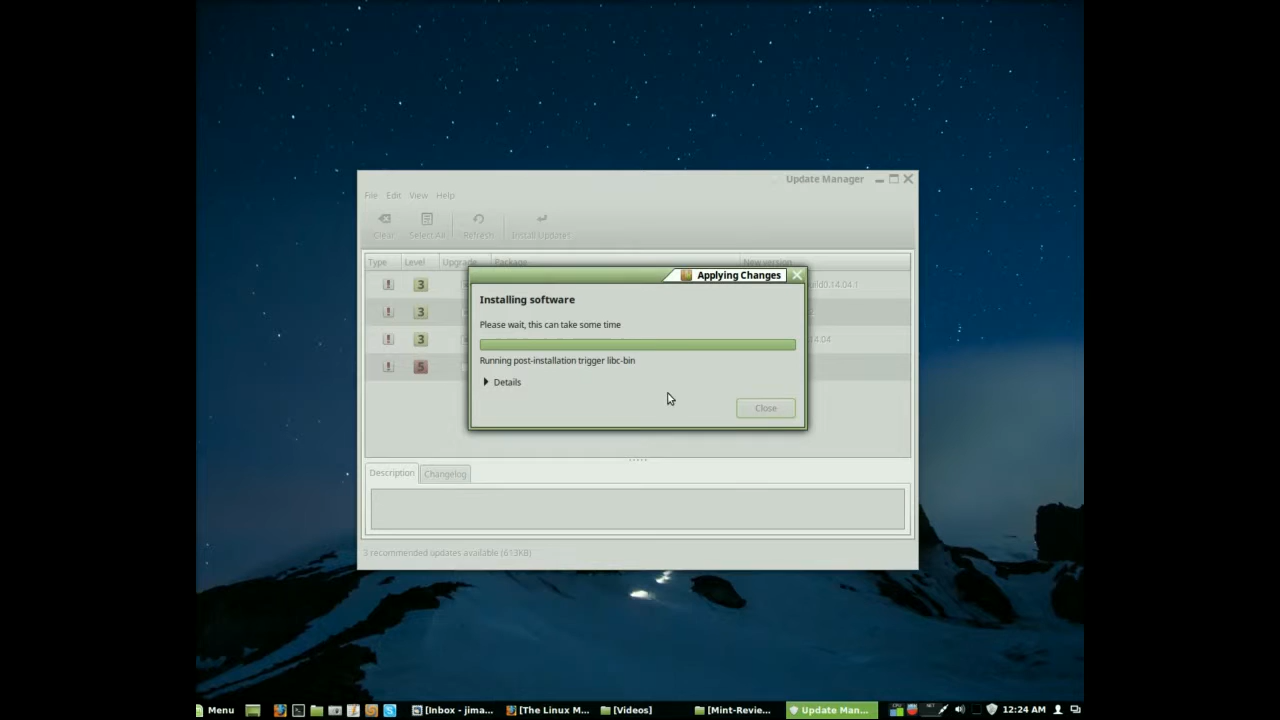 Update Manager
File Edit View Help
Clear Select All Refresh Install Updates
Type Level Upgrade Package New version
Applying Changes
3
Installing software
3
Please wait, this can take some time
3
Running post-installation trigger libc-bin
5
Details
Close
Description Changelog
3 recommended updates available (613KB)
Menu [Inbox - jima... [The Linux M... [Videos] [Mint-Revie... Update Man... 12:24 AM